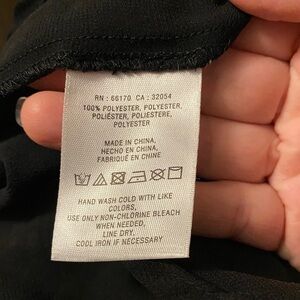 RN : 66170 CA : 32054
100% POLYESTER, POLYESTER,
POLIÉSTER, POLIESTERE,
POLYESTER
MADE IN CHINA,
HECHO EN CHINA,
FABRIQUÉ EN CHINE
HAND WASH COLD WITH LIKE
COLORS,
USE ONLY NON-CHLORINE BLEACH
WHEN NEEDED,
LINE DRY,
COOL IRON IF NECESSARY